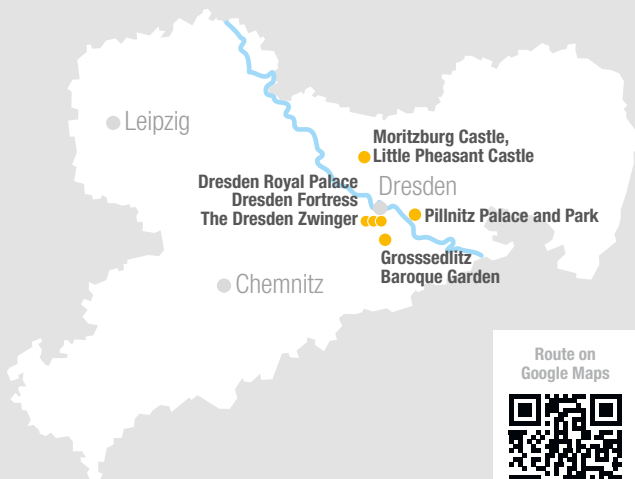 Leipzig
Moritzburg Castle,
Little Pheasant Castle
Dresden Royal Palace
Dresden Fortress
The Dresden Zwinger
Dresden
Pillnitz Palace and Park
Grosssedlitz
Baroque Garden
Chemnitz
Route on
Google Maps